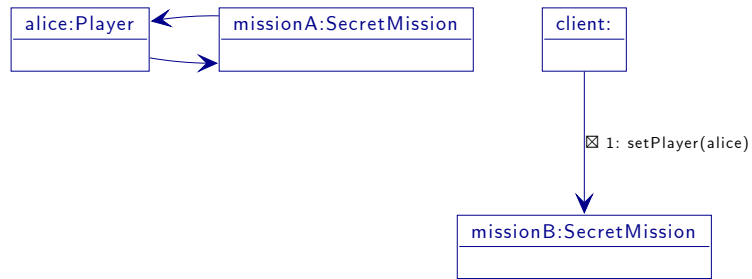 alice:Player
missionA:SecretMission
client:
☒ 1: setPlayer(alice)
missionB:SecretMission